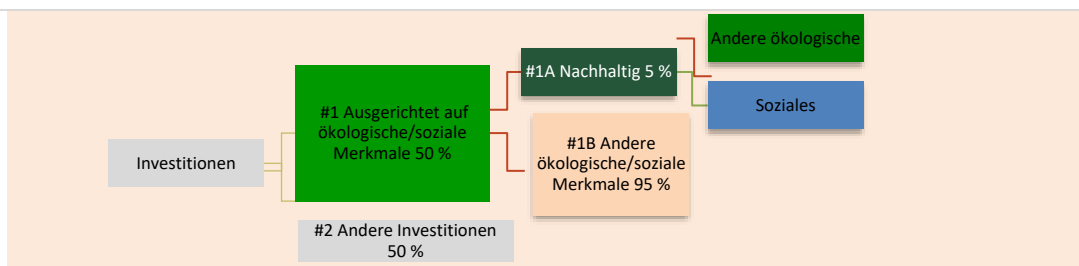 Investitionen
#1 Ausgerichtet auf
ökologische/soziale
Merkmale 50 %
#2 Andere Investitionen
50 %
#1A Nachhaltig 5 %
#1B Andere
ökologische/soziale
Merkmale 95 %
Andere ökologische
Soziales